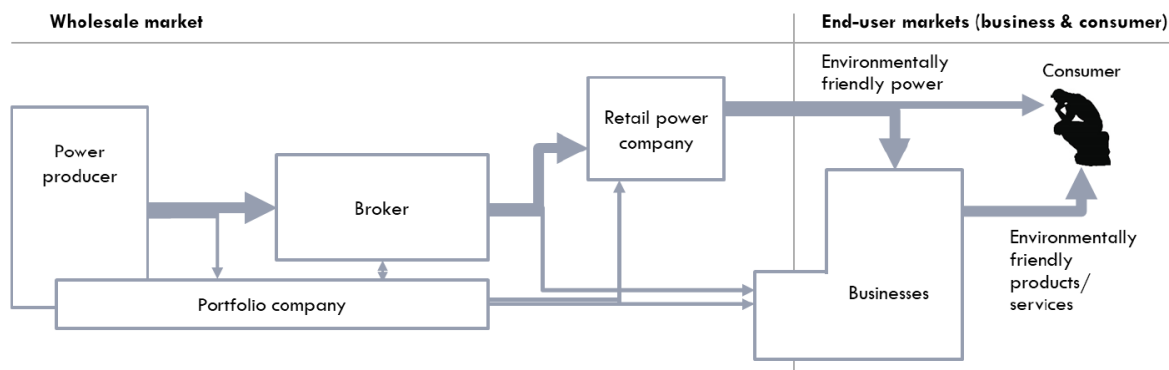 Wholesale market
End-user markets (business & consumer)
Environmentally
friendly power
Consumer
Power
producer
Retail power
company
Broker
Portfolio company
Businesses
Environmentally
friendly
products/
services